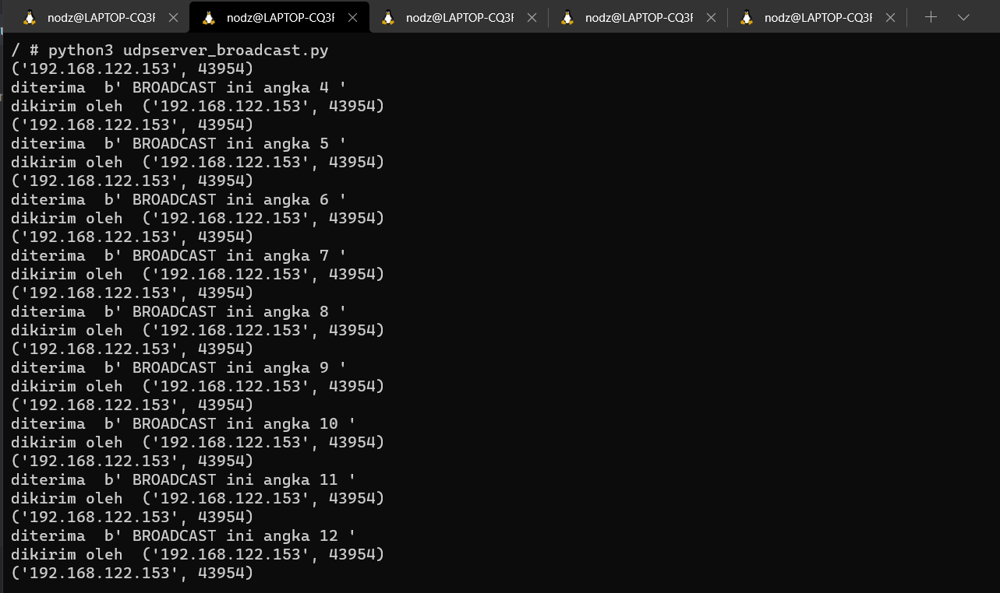 nodz@LAPTOP-CQ3F nodz@LAPTOP-CQ3F nodz@LAPTOP-CQ3F nodz@LAPTOP-CQ3F nodz@LAPTOP-CQ3F
/ # python3 udpserver_broadcast.py
('192.168.122.153', 43954)
diterima  b' BROADCAST ini angka 4 '
dikirim oleh  ('192.168.122.153', 43954)
('192.168.122.153', 43954)
diterima  b' BROADCAST ini angka 5 '
dikirim oleh  ('192.168.122.153', 43954)
('192.168.122.153', 43954)
diterima  b' BROADCAST ini angka 6 '
dikirim oleh  ('192.168.122.153', 43954)
('192.168.122.153', 43954)
diterima  b' BROADCAST ini angka 7 '
dikirim oleh  ('192.168.122.153', 43954)
('192.168.122.153', 43954)
diterima  b' BROADCAST ini angka 8 '
dikirim oleh  ('192.168.122.153', 43954)
('192.168.122.153', 43954)
diterima  b' BROADCAST ini angka 9 '
dikirim oleh  ('192.168.122.153', 43954)
('192.168.122.153', 43954)
diterima  b' BROADCAST ini angka 10 '
dikirim oleh  ('192.168.122.153', 43954)
('192.168.122.153', 43954)
diterima  b' BROADCAST ini angka 11 '
dikirim oleh  ('192.168.122.153', 43954)
('192.168.122.153', 43954)
diterima  b' BROADCAST ini angka 12 '
dikirim oleh  ('192.168.122.153', 43954)
('192.168.122.153', 43954)